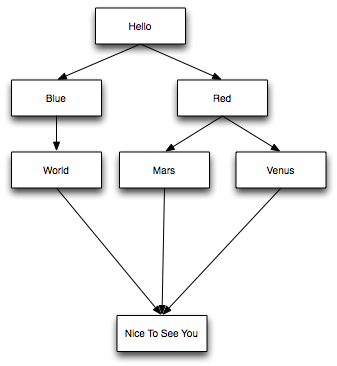 Hello
Blue
Red
World
Mars
Venus
Nice To See You